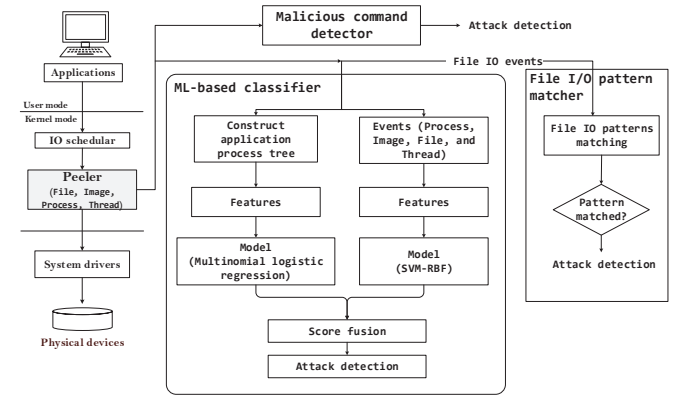 Malicious command
detector
Attack detection
Applications
User mode
Kernel mode
IO schedular
Peeler
(File, Image,
Process, Thread)
System drivers
Physical devices
File IO events
ML-based classifier
Construct
application
process tree
Events (Process,
Image, File, and
Thread)
Features
Features
Model
(Multinomial logistic
regression)
Model
(SVM-RBF)
Score fusion
Attack detection
File I/O pattern
matcher
File IO patterns
matching
Pattern
matched?
Attack detection